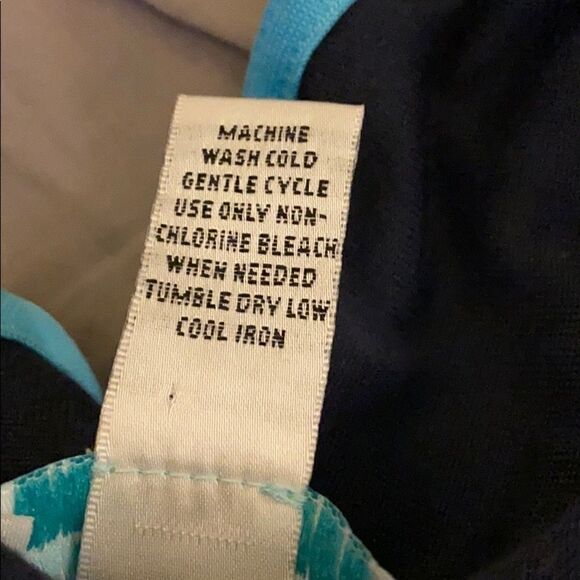 MACHINE
WASH COLD
GENTLE CYCLE
USE ONLY NON-
CHLORINE BLEACH
WHEN NEEDED
TUMBLE DRY LOW
COOL IRON